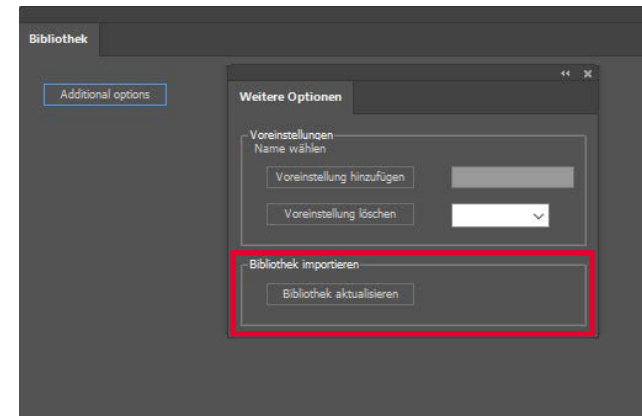 Bibliothek
Additional options
Weitere Optionen
Voreinstellungen
Name wählen
Voreinstellung hinzufügen
Voreinstellung löschen
Bibliothek importieren
Bibliothek aktualisieren